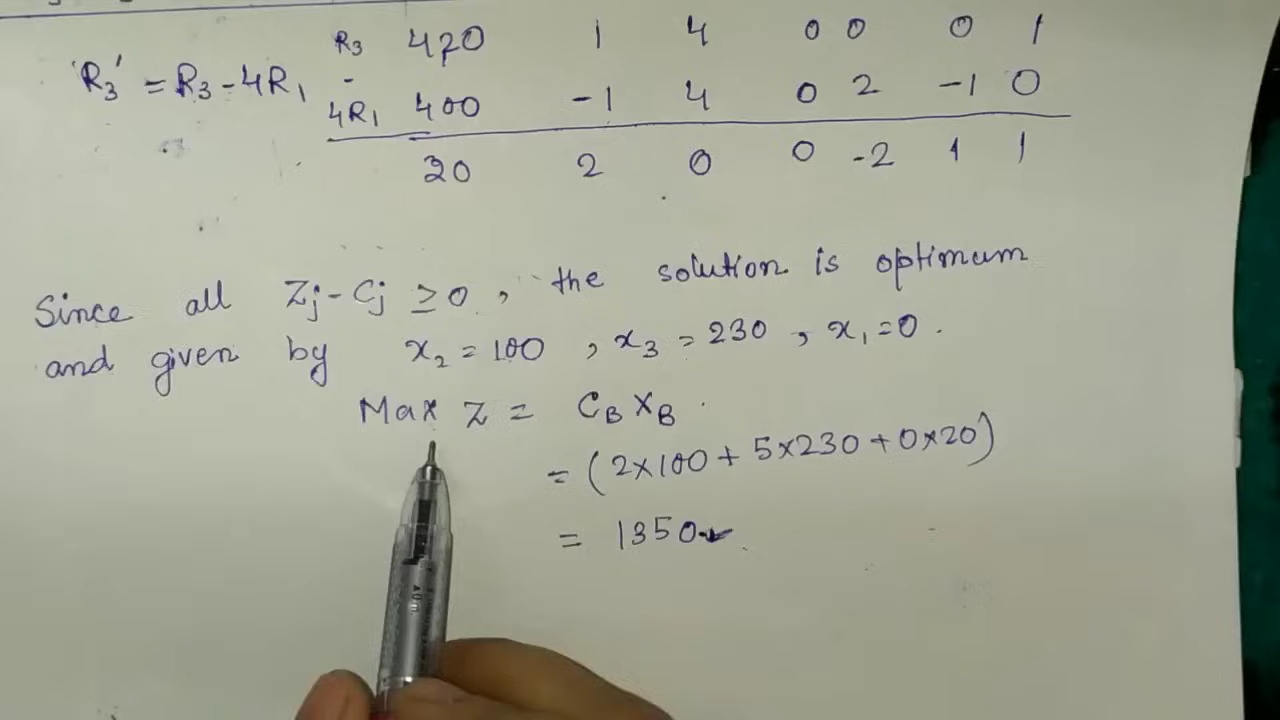 R3 420 1 4 0 0 0 1
R3' = R3 - 4R1 -
4R1 400 -1 4 0 2 -1 0
20 2 0 0 -2 1 1
Since all Zj - Cj ≥ 0, the solution is optimum
and given by x2 = 100, x3 = 230, x1 = 0.
Max Z = CB XB.
= (2×100 + 5×230 + 0×20)
= 1350